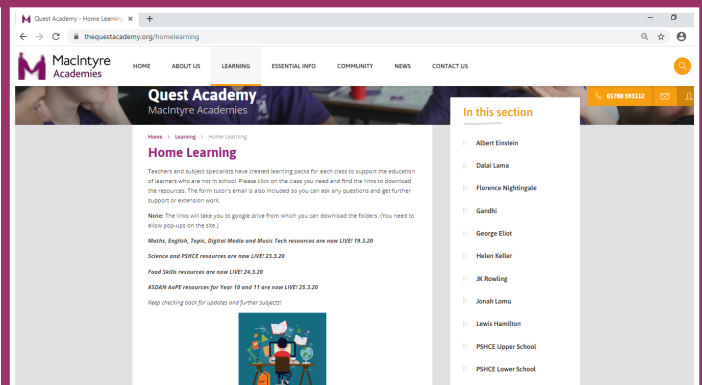 Quest Academy - Home Learning
thequestacademy.org/homelearning
MacIntyre
Academies
HOME ABOUT US LEARNING ESSENTIAL INFO COMMUNITY NEWS CONTACT US
01788 593112
Quest Academy
MacIntyre Academies
Home > Learning > Home Learning
Home Learning
Teachers and subject specialists have created learning packs for each class to support the education
of learners who are not in school. Please click on the class you need and find the links to download
the resources. The form tutor's email is also included so you can ask any questions and get further
support or extension work.
Note: The links will take you to google drive from which you can download the folders. (You need to
allow pop-ups on the site.)
Maths, English, Topic, Digital Media and Music Tech resources are now LIVE! 19.3.20
Science and PSHCE resources are now LIVE! 23.3.20
Food Skills resources are now LIVE! 24.3.20
ASDAN AoPE resources for Year 10 and 11 are now LIVE! 25.3.20
Keep checking back for updates and further subjects!
In this section
Albert Einstein
Dalai Lama
Florence Nightingale
Gandhi
George Eliot
Helen Keller
JK Rowling
Jonah Lomu
Lewis Hamilton
PSHCE Upper School
PSHCE Lower School